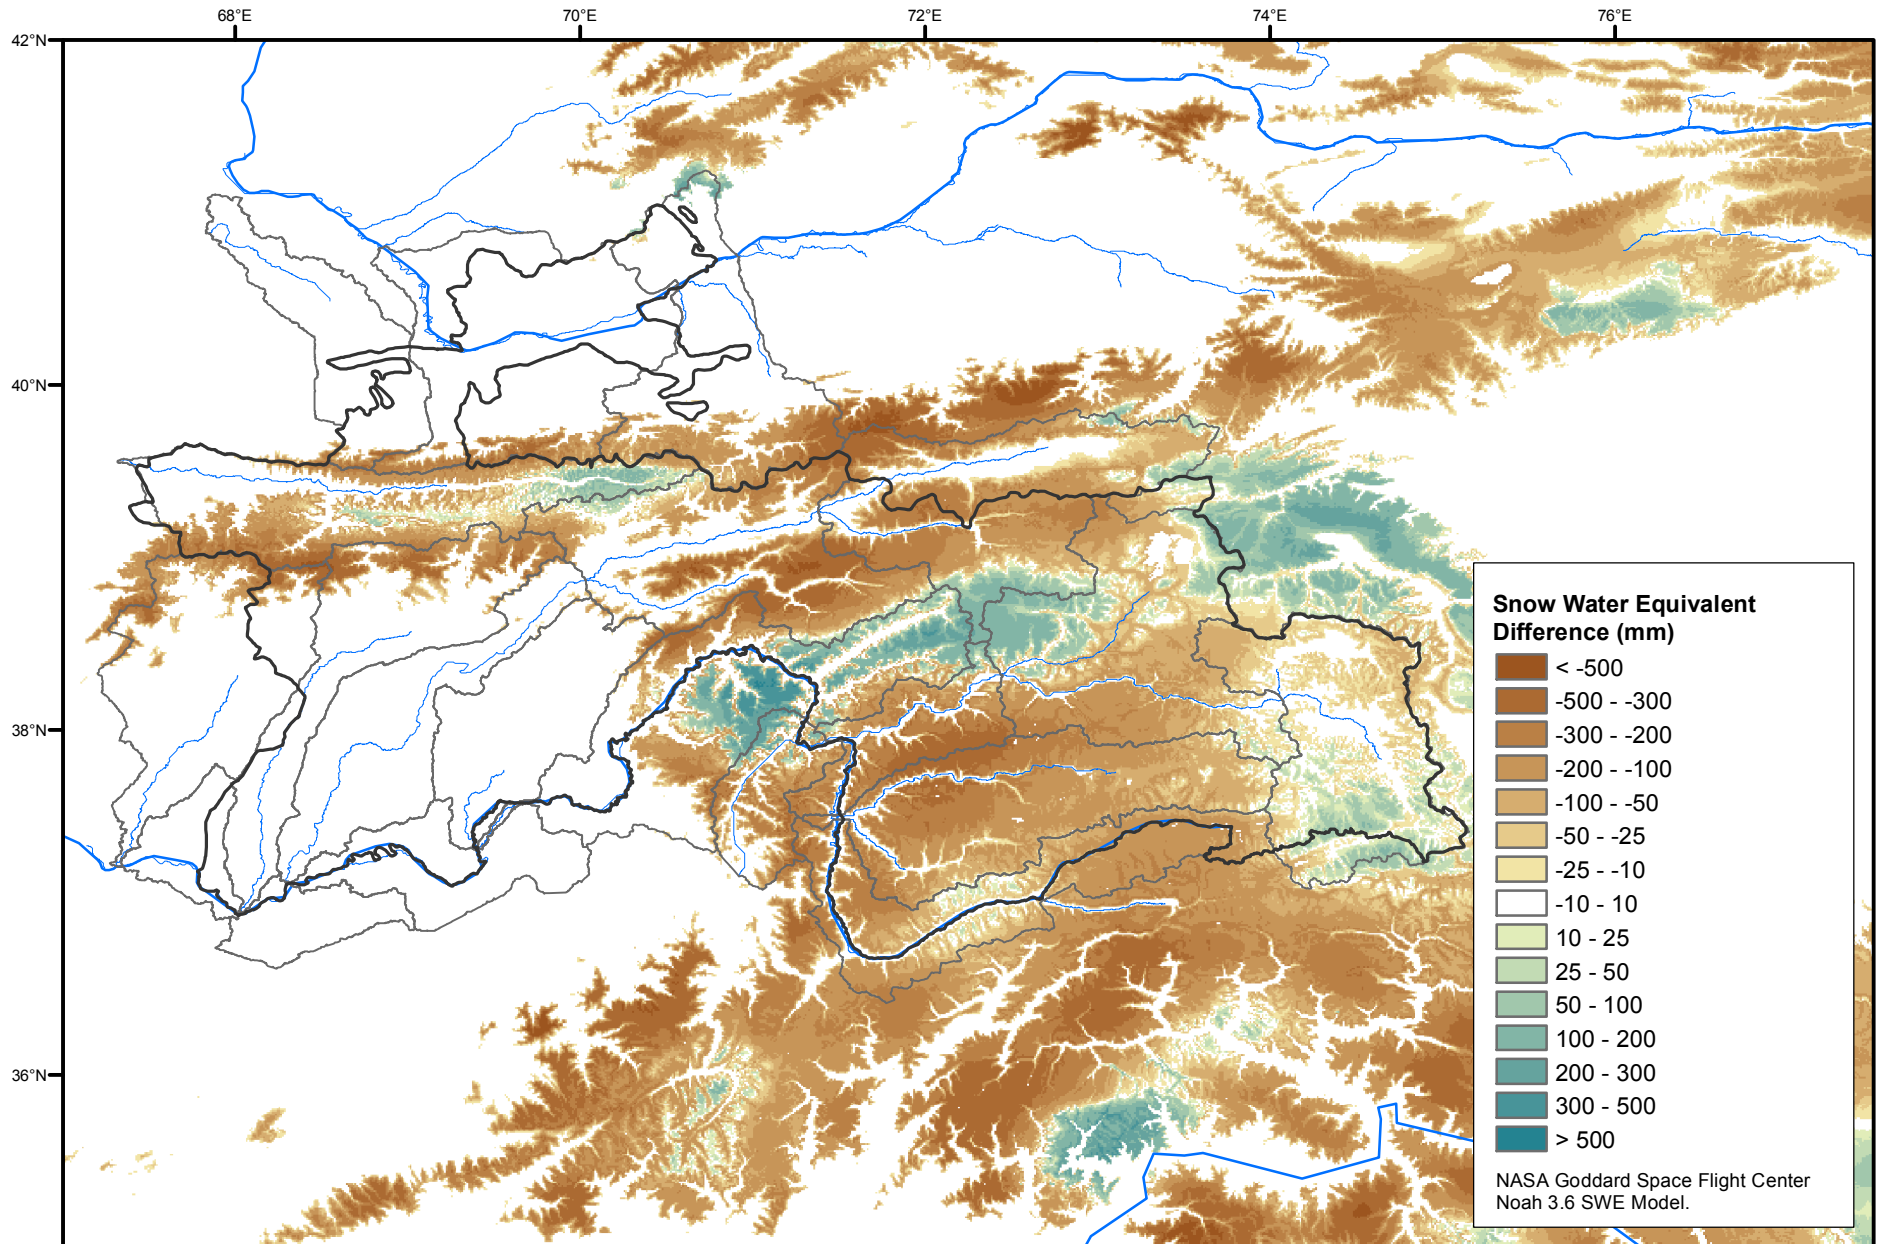 68°E 70°E 72°E 74°E 76°E
42°N
40°N
38°N
36°N
Snow Water Equivalent
Difference (mm)
< -500
-500 - -300
-300 - -200
-200 - -100
-100 - -50
-50 - -25
-25 - -10
-10 - 10
10 - 25
25 - 50
50 - 100
100 - 200
200 - 300
300 - 500
> 500
NASA Goddard Space Flight Center
Noah 3.6 SWE Model.